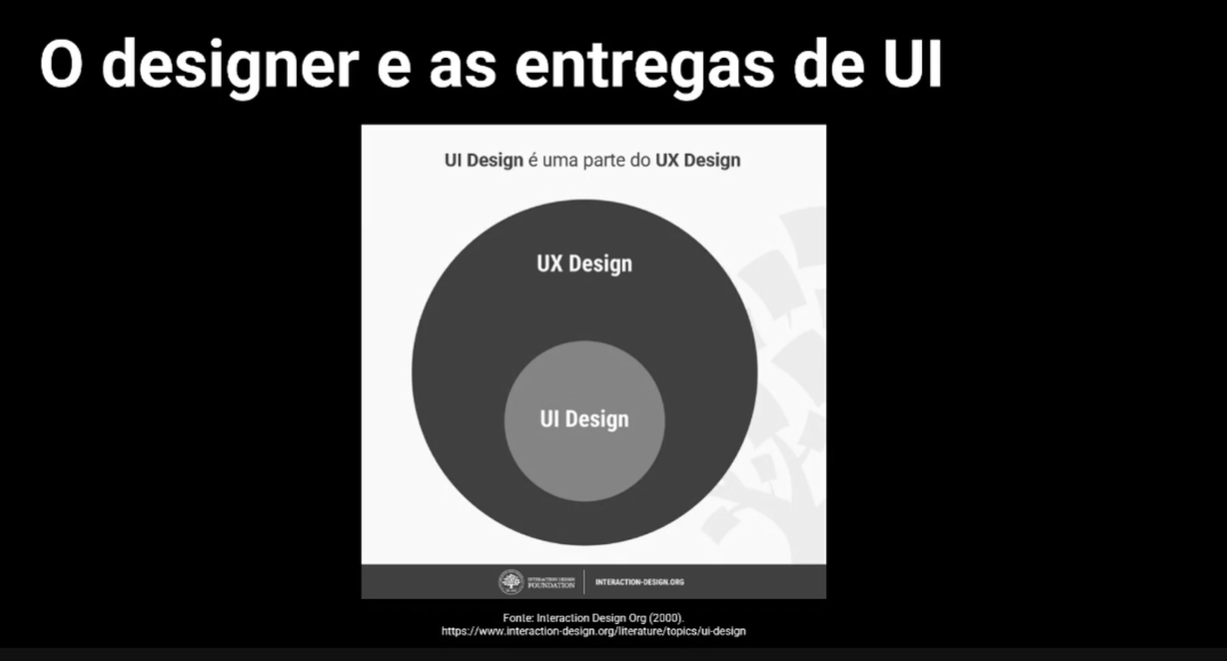 O designer e as entregas de UI
UI Design é uma parte do UX Design
UX Design
UI Design
INTERACTION DESIGN
FOUNDATION
INTERACTION-DESIGN.ORG
Fonte: Interaction Design Org (2000).
https://www.interaction-design.org/literature/topics/ui-design